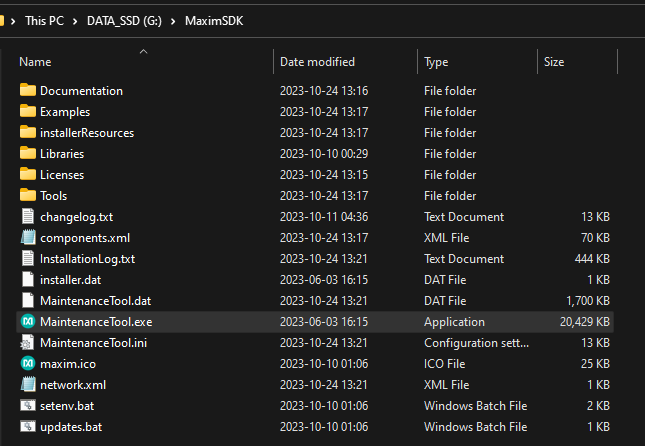 This PC > DATA_SSD (G:) > MaximSDK
Name Date modified Type Size
Documentation 2023-10-24 13:16 File folder
Examples 2023-10-24 13:17 File folder
installerResources 2023-10-24 13:17 File folder
Libraries 2023-10-10 00:29 File folder
Licenses 2023-10-24 13:15 File folder
Tools 2023-10-24 13:17 File folder
changelog.txt 2023-10-11 04:36 Text Document 13 KB
components.xml 2023-10-24 13:17 XML File 70 KB
InstallationLog.txt 2023-10-24 13:21 Text Document 444 KB
installer.dat 2023-06-03 16:15 DAT File 1 KB
MaintenanceTool.dat 2023-10-24 13:21 DAT File 1,700 KB
MaintenanceTool.exe 2023-06-03 16:15 Application 20,429 KB
MaintenanceTool.ini 2023-10-24 13:21 Configuration sett... 13 KB
maxim.ico 2023-10-10 01:06 ICO File 25 KB
network.xml 2023-10-24 13:21 XML File 1 KB
setenv.bat 2023-10-10 01:06 Windows Batch File 2 KB
updates.bat 2023-10-10 01:06 Windows Batch File 1 KB